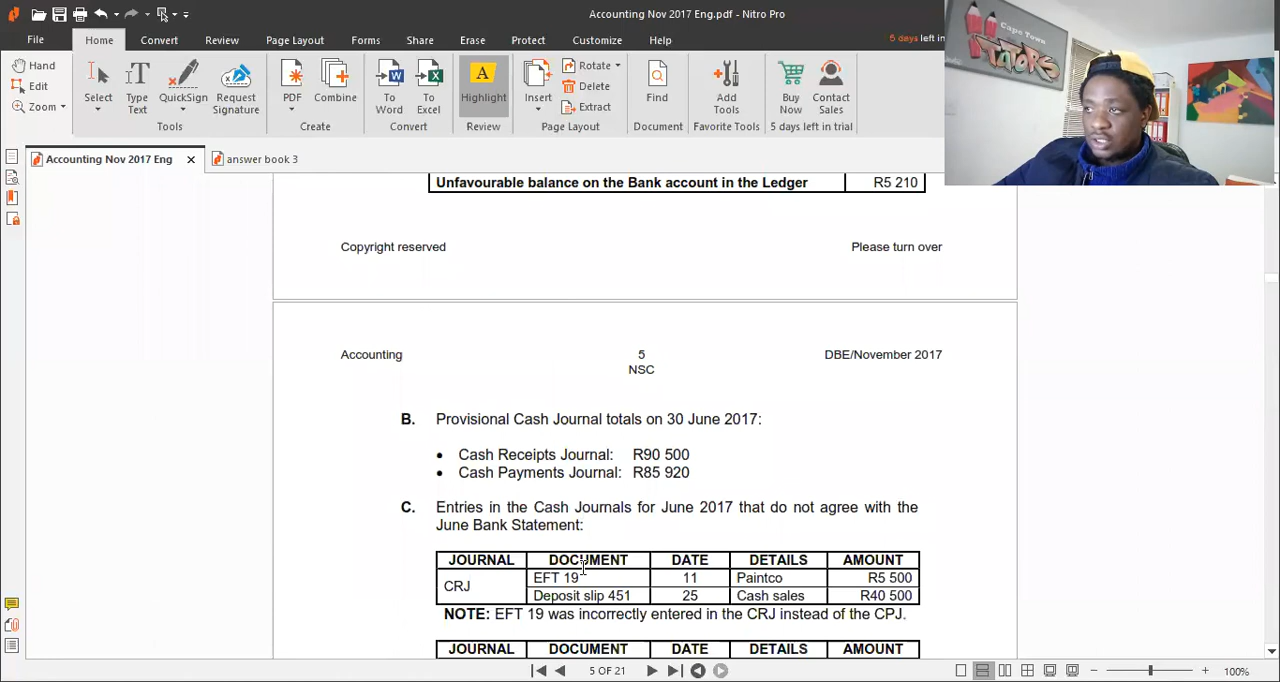 Accounting Nov 2017 Eng.pdf - Nitro Pro
File Home Convert Review Page Layout Forms Share Erase Protect Customize Help
5 days left in
Hand
Edit
Zoom
Select
Type Text
QuickSign
Request Signature
Tools
PDF
Combine
Create
To Word
To Excel
Convert
Highlight
Review
Insert
Rotate
Delete
Extract
Page Layout
Find
Document
Add Tools
Favorite Tools
Buy Now
Contact Sales
5 days left in trial
Cape Town
TUTORS
Accounting Nov 2017 Eng
answer book 3
Unfavourable balance on the Bank account in the Ledger R5 210
Copyright reserved Please turn over
Accounting 5 DBE/November 2017
NSC
B. Provisional Cash Journal totals on 30 June 2017:
• Cash Receipts Journal: R90 500
• Cash Payments Journal: R85 920
C. Entries in the Cash Journals for June 2017 that do not agree with the
June Bank Statement:
JOURNAL DOCUMENT DATE DETAILS AMOUNT
CRJ EFT 19 11 Paintco R5 500
Deposit slip 451 25 Cash sales R40 500
NOTE: EFT 19 was incorrectly entered in the CRJ instead of the CPJ.
JOURNAL DOCUMENT DATE DETAILS AMOUNT
5 OF 21
100%